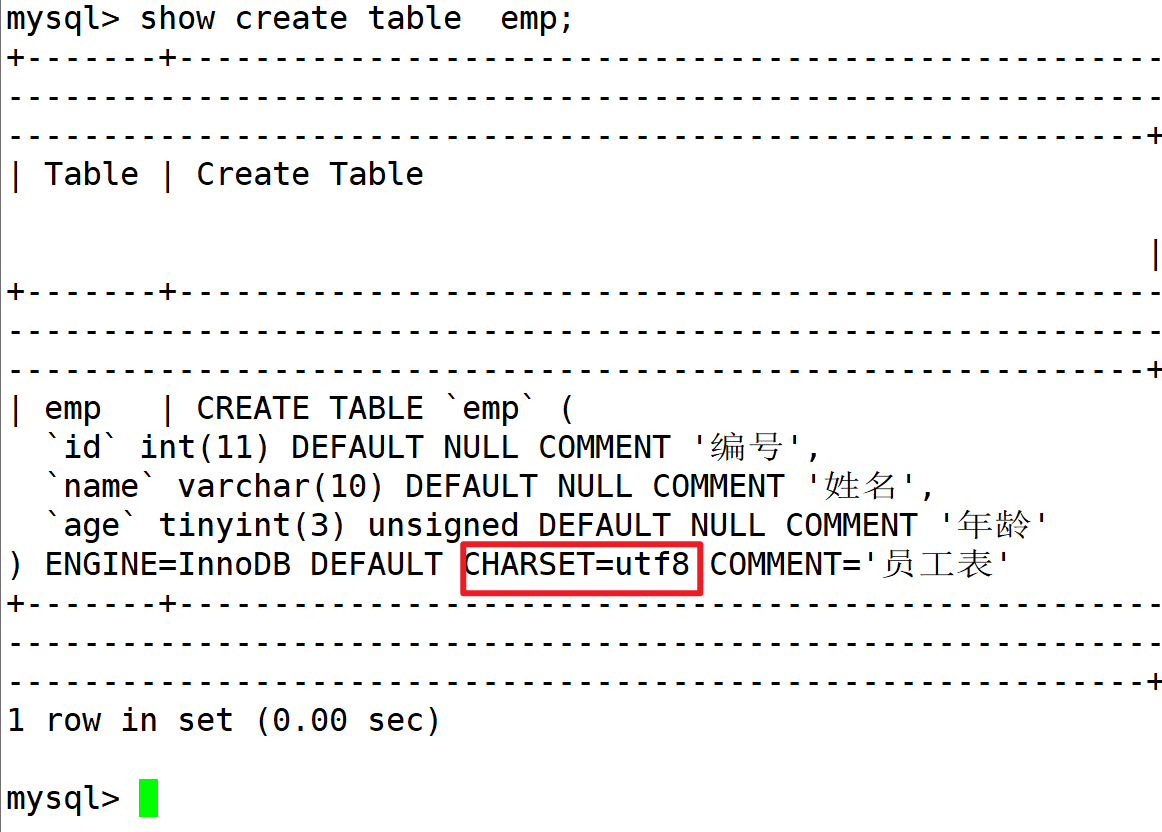 mysql> show create table  emp;
+-------+----------------------------------------------------
-------------------------------------------------------------
------------------------------------------------------------+
| Table | Create Table
|
+-------+----------------------------------------------------
-------------------------------------------------------------
------------------------------------------------------------+
| emp   | CREATE TABLE `emp` (
  `id` int(11) DEFAULT NULL COMMENT '编号',
  `name` varchar(10) DEFAULT NULL COMMENT '姓名',
  `age` tinyint(3) unsigned DEFAULT NULL COMMENT '年龄'
) ENGINE=InnoDB DEFAULT CHARSET=utf8 COMMENT='员工表'
+-------+----------------------------------------------------
-------------------------------------------------------------
------------------------------------------------------------+
1 row in set (0.00 sec)
mysql>